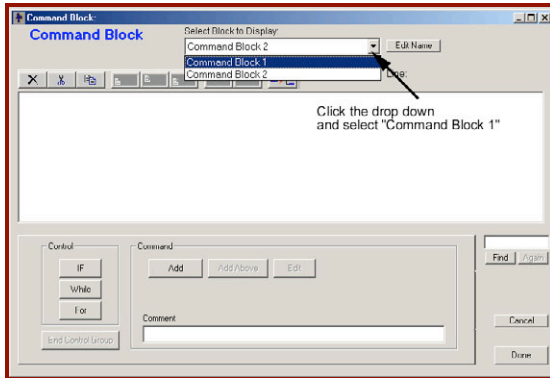 Command Block:
Command Block
Select Block to Display:
Command Block 2
Edit Name
Command Block 1
Command Block 2
Line:
Click the drop down
and select "Command Block 1"
Control
IF
While
For
End Control Group
Command
Add
Add Above
Edit
Comment
Find
Again
Cancel
Done